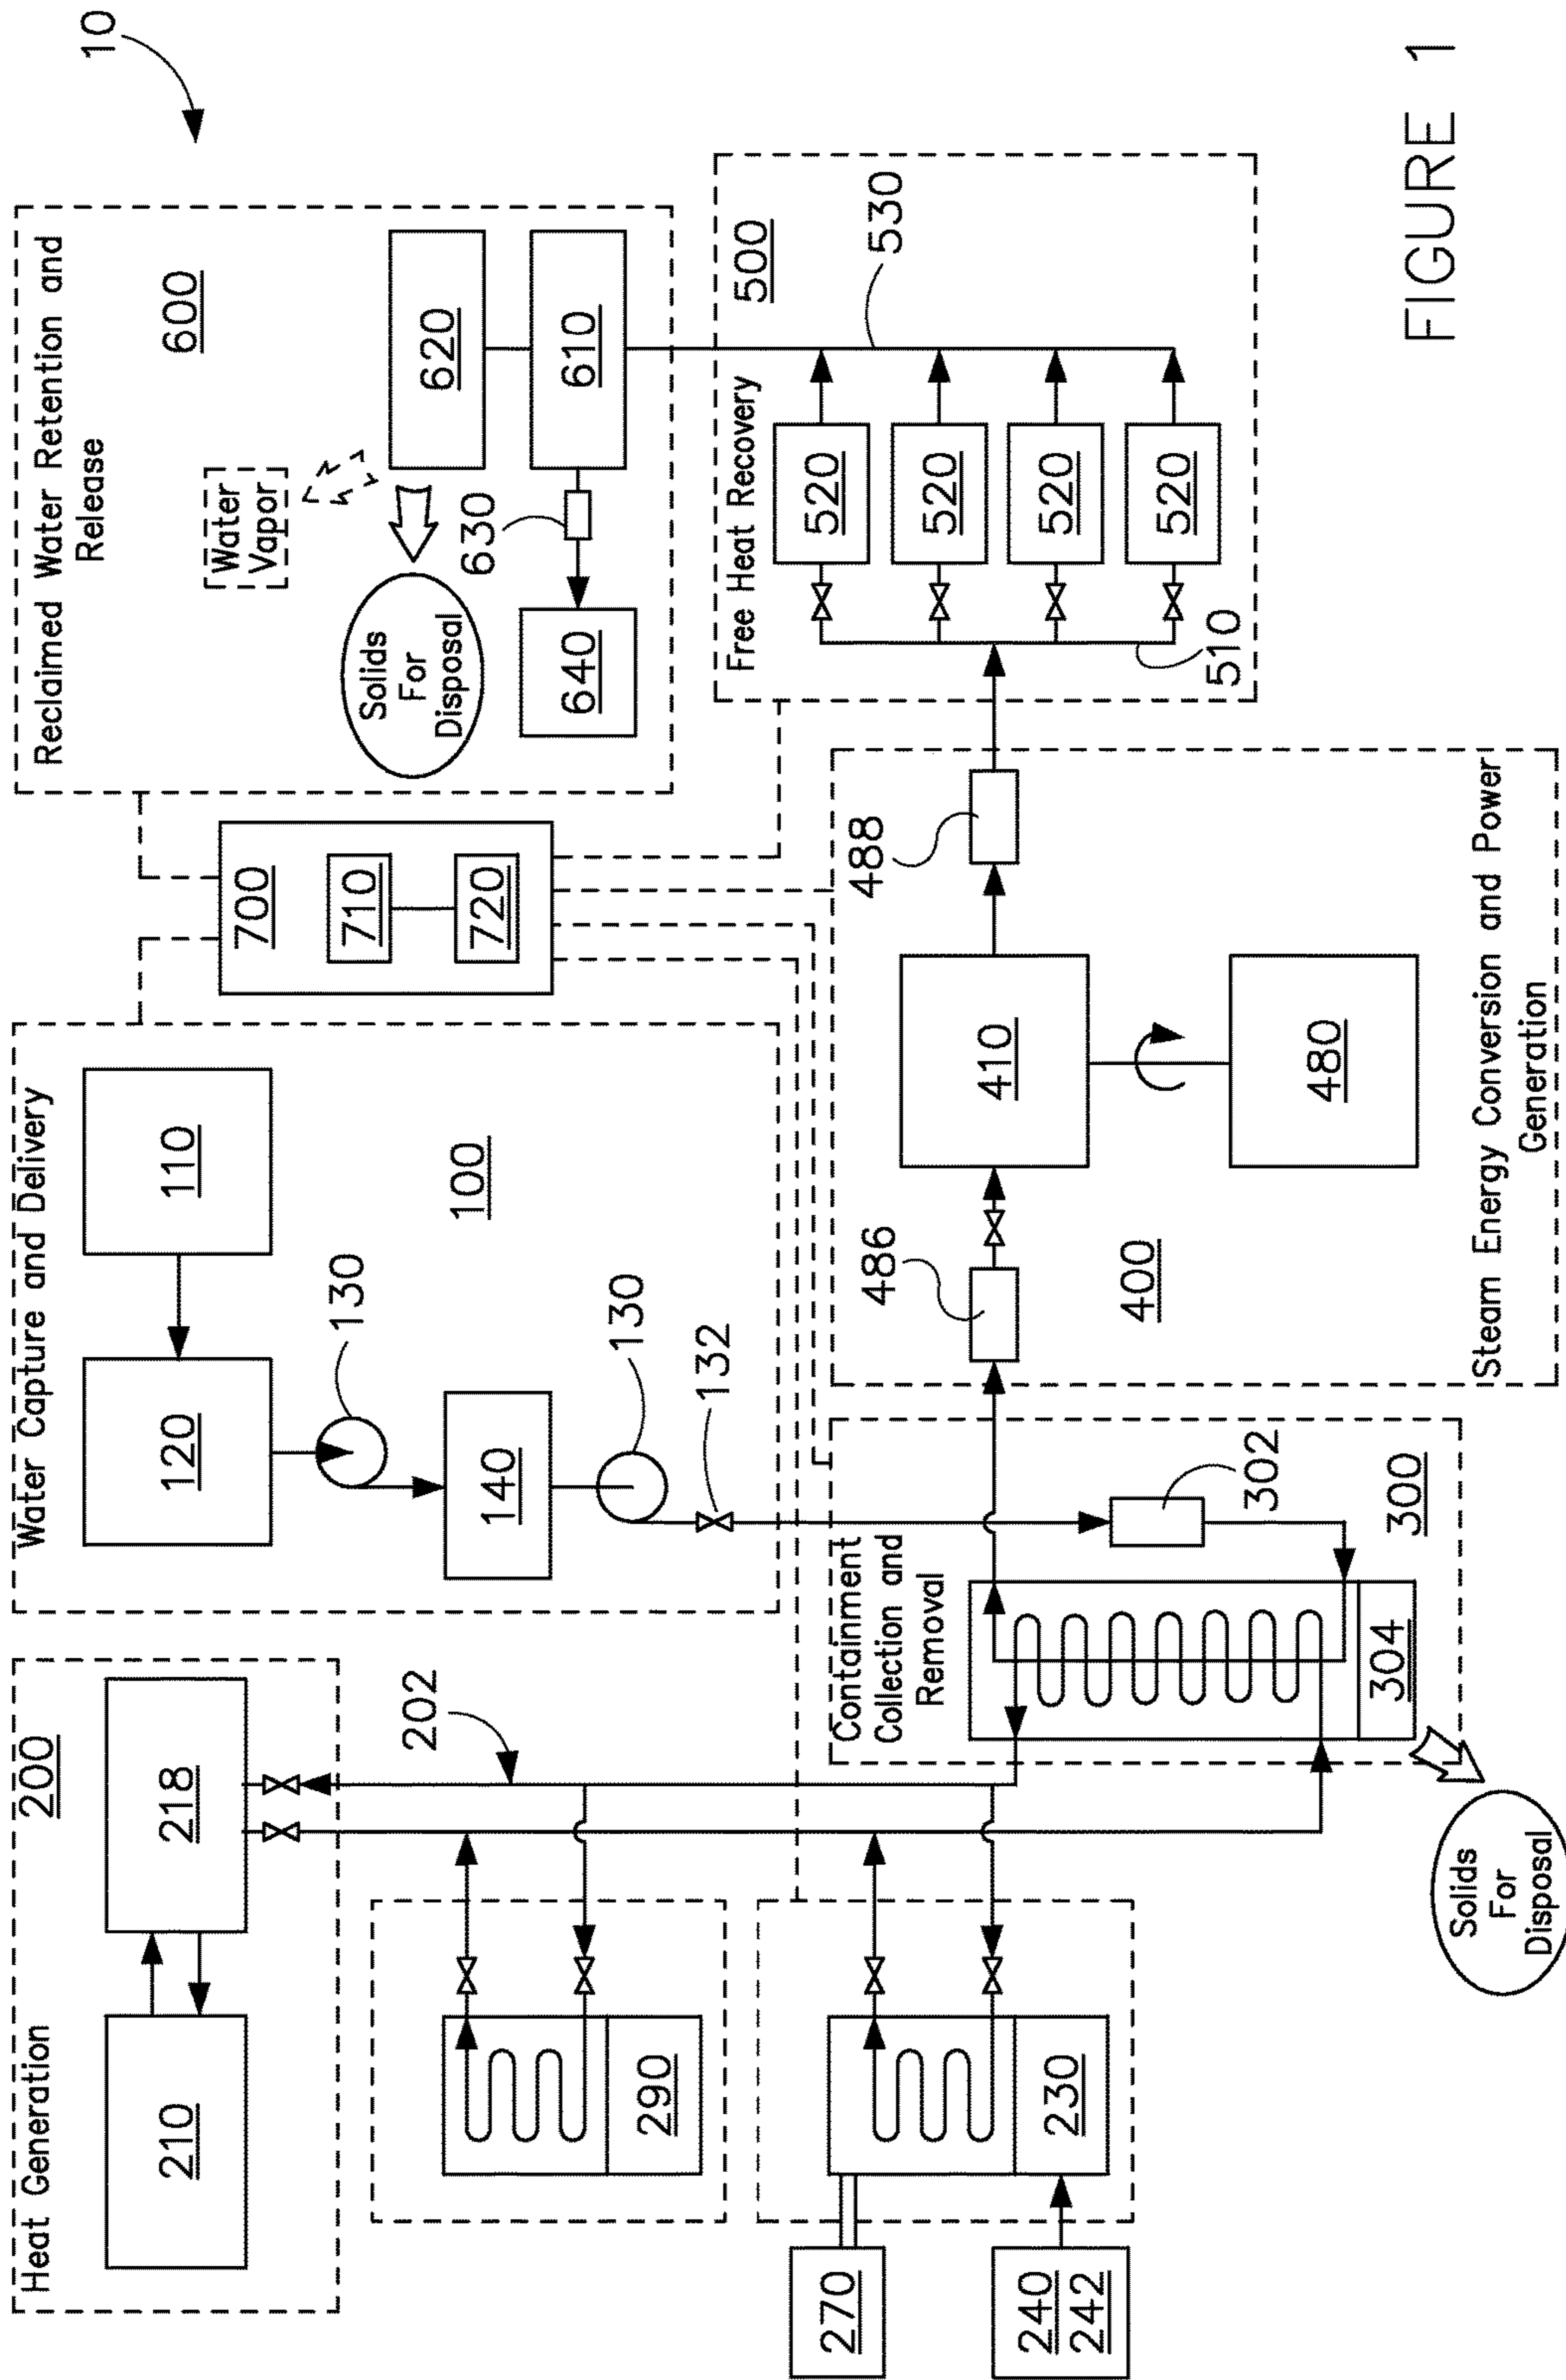 10
Heat Generation
200
210
218
202
290
230
270
240
242
Water Capture and Delivery
110
120
130
140
130
132
100
700
710
720
Reclaimed Water Retention and
Release
600
Water
Vapor
620
610
Solids
For
Disposal
630
640
Free Heat Recovery
500
520
520
520
520
530
510
Containment
Collection and
Removal
302
300
304
Solids
For
Disposal
486
488
410
480
400
Steam Energy Conversion and Power
Generation
FIGURE 1